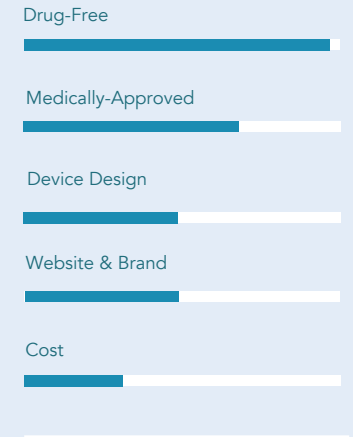 Drug-Free
Medically-Approved
Device Design
Website & Brand
Cost